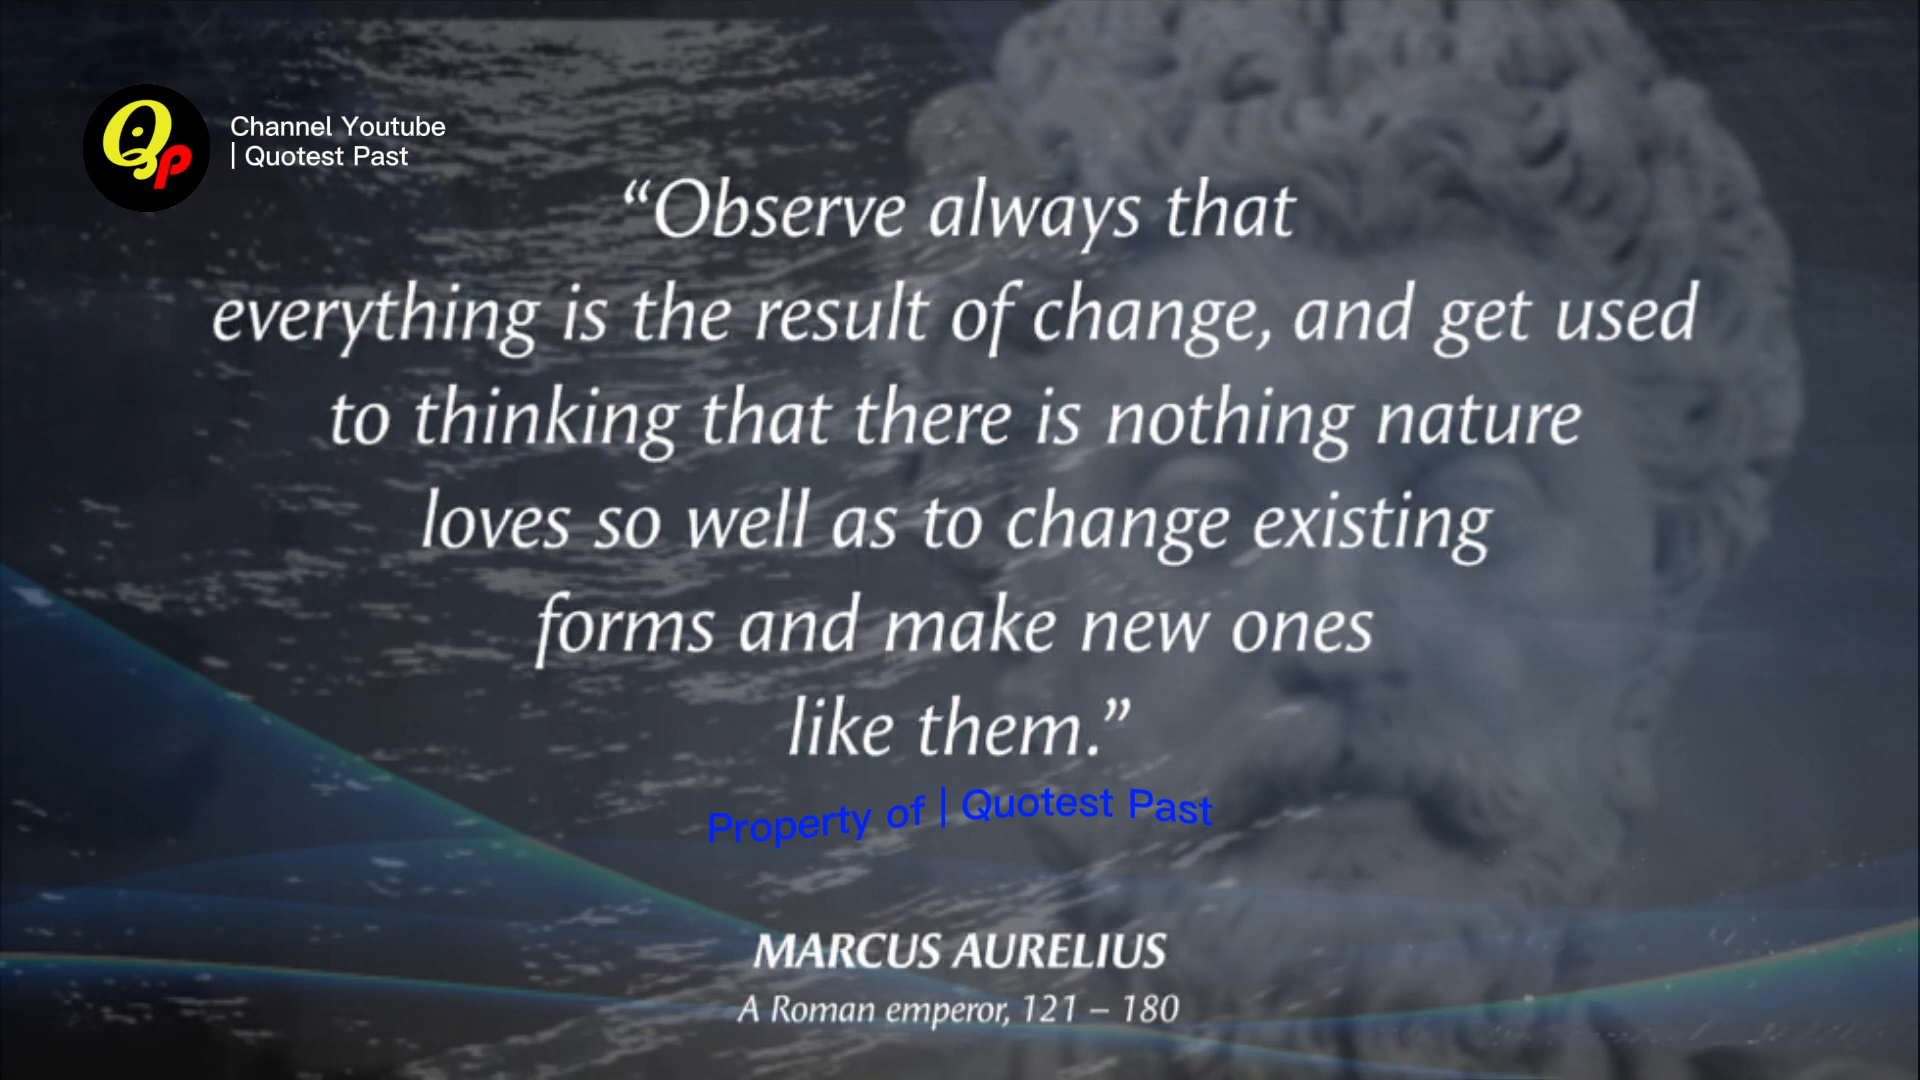 Qp
Channel Youtube
| Quotest Past
“Observe always that
everything is the result of change, and get used
to thinking that there is nothing nature
loves so well as to change existing
forms and make new ones
like them.”
Property of | Quotest Past
MARCUS AURELIUS
A Roman emperor, 121 – 180